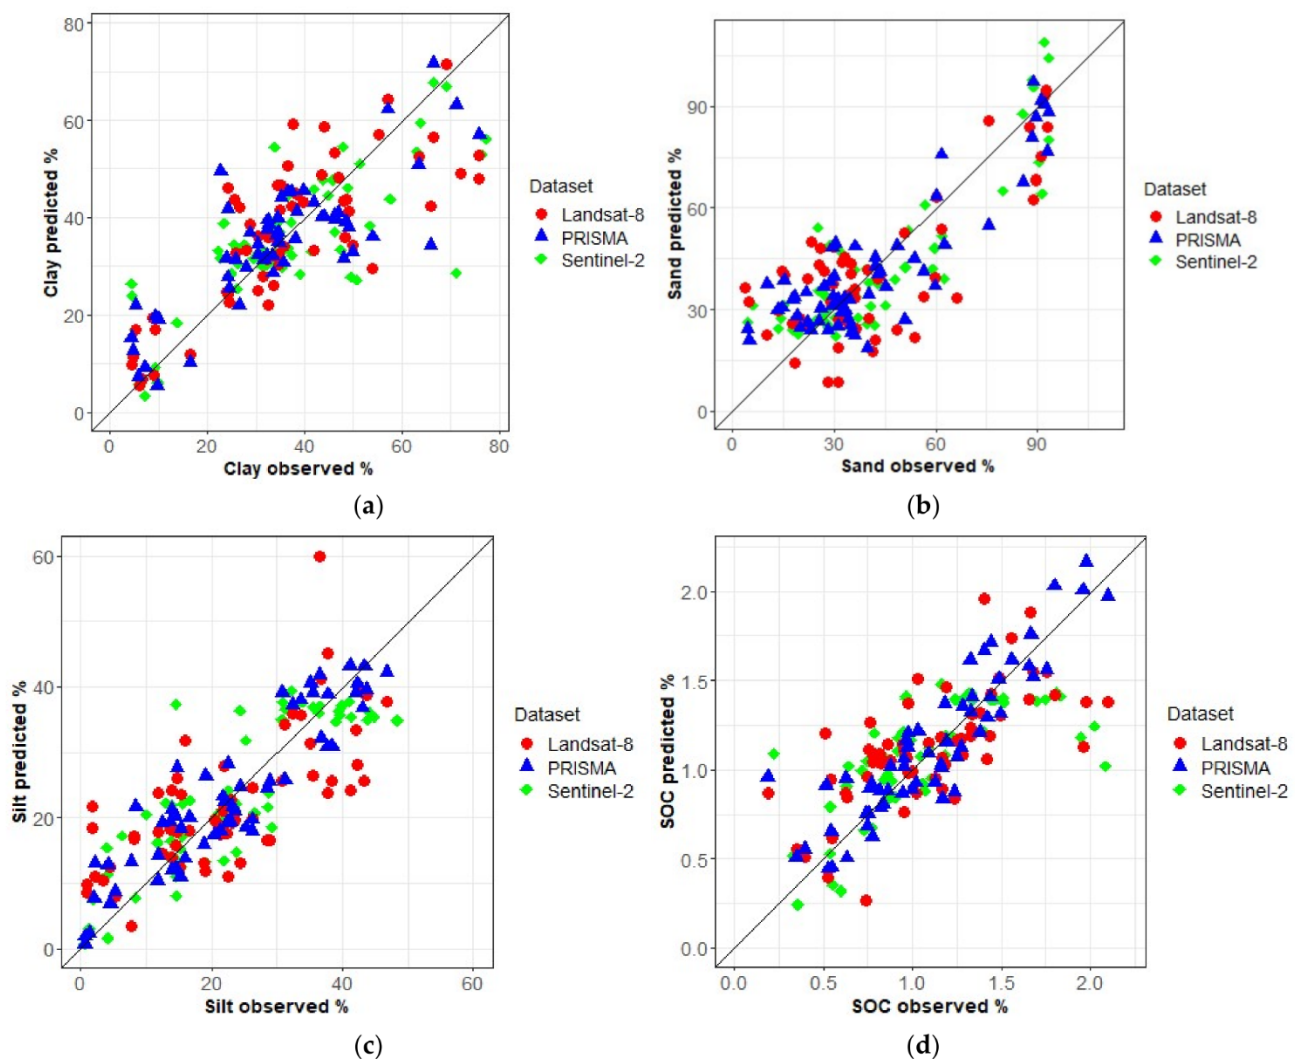 80
60
40
20
0
0 20 40 60 80
Clay predicted %
Clay observed %
Dataset
Landsat-8
PRISMA
Sentinel-2
(a)
90
60
30
0
0 30 60 90
Sand predicted %
Sand observed %
Dataset
Landsat-8
PRISMA
Sentinel-2
(b)
60
40
20
0
0 20 40 60
Silt predicted %
Silt observed %
Dataset
Landsat-8
PRISMA
Sentinel-2
(c)
2.0
1.5
1.0
0.5
0.0
0.0 0.5 1.0 1.5 2.0
SOC predicted %
SOC observed %
Dataset
Landsat-8
PRISMA
Sentinel-2
(d)